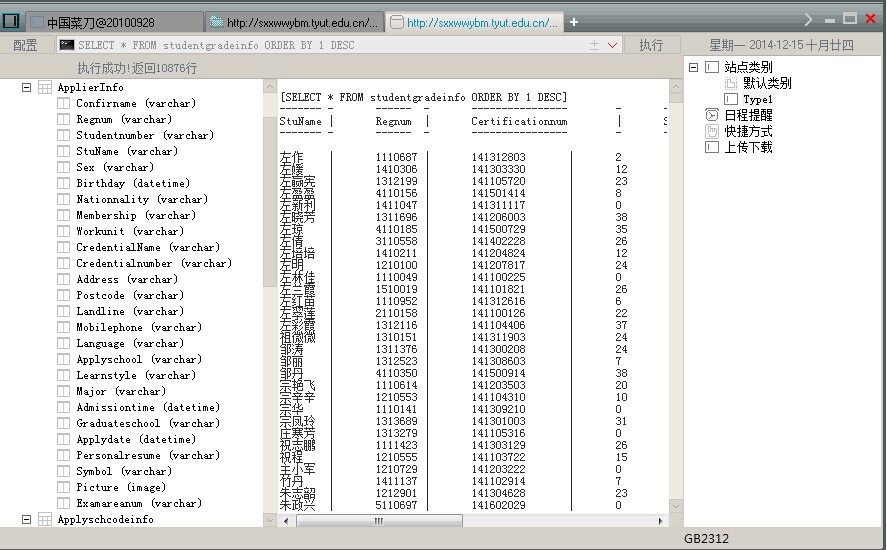 中国菜刀@20100928
http://sxxwwybm.tyut.edu.cn/...
http://sxxwwybm.tyut.edu.cn/...
配置
SELECT * FROM studentgradeinfo ORDER BY 1 DESC
执行
星期一 2014-12-15 十月廿四
执行成功!返回10876行
ApplierInfo
Confirname (varchar)
Regnum (varchar)
Studentnumber (varchar)
StuName (varchar)
Sex (varchar)
Birthday (datetime)
Nationnality (varchar)
Membership (varchar)
Workunit (varchar)
CredentialName (varchar)
Credentialnumber (varchar)
Address (varchar)
Postcode (varchar)
Landline (varchar)
Mobilephone (varchar)
Language (varchar)
Applyschool (varchar)
Learnstyle (varchar)
Major (varchar)
Admissiontime (datetime)
Graduateschool (varchar)
Applydate (datetime)
Personalresume (varchar)
Symbol (varchar)
Picture (image)
Examareanum (varchar)
Applyschcodeinfo
[SELECT * FROM studentgradeinfo ORDER BY 1 DESC]
StuName | Regnum | Certificationnum | S
左作 1110687 141312803 2
左媛 1410306 141303330 12
左巅宪 1312199 141105720 23
左盈盈 4110156 141501414 8
左新利 1411047 141311117 0
左晓芳 1311696 141206003 38
左琼 4110185 141500729 35
左倩 3110558 141402228 26
左培培 1410211 141204824 12
左明 1210100 141207817 24
左林佳 1110049 141100225 0
左兰霞 1510019 141101821 26
左红苗 1110952 141312616 6
左翠莲 2110158 141100126 22
左彩霞 1312116 141104406 37
祖微微 1310151 141311903 24
邹涛 1311376 141300208 24
邹丽 1312523 141308603 7
邹丹 4110350 141500914 38
宗艳飞 1110614 141203503 20
宗辛辛 1210553 141104310 10
宗华 1110141 141309210 0
宗凤玲 1313689 141301003 31
庄寒芳 1313279 141105316 0
祝志鹏 1111423 141303129 26
祝程 1210555 141103722 15
王小军 1210729 141203222 0
竹丹 1411137 141102914 7
朱志韶 1212901 141304628 23
朱政兴 5110697 141602029 0
站点类别
默认类别
Type1
日程提醒
快捷方式
上传下载
GB2312